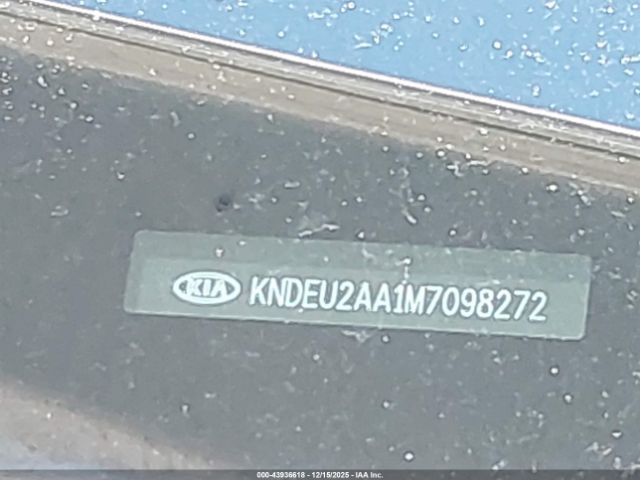 KIA KNDEU2AA1M7098272
000-43936618 - 12/15/2025 - IAA Inc.